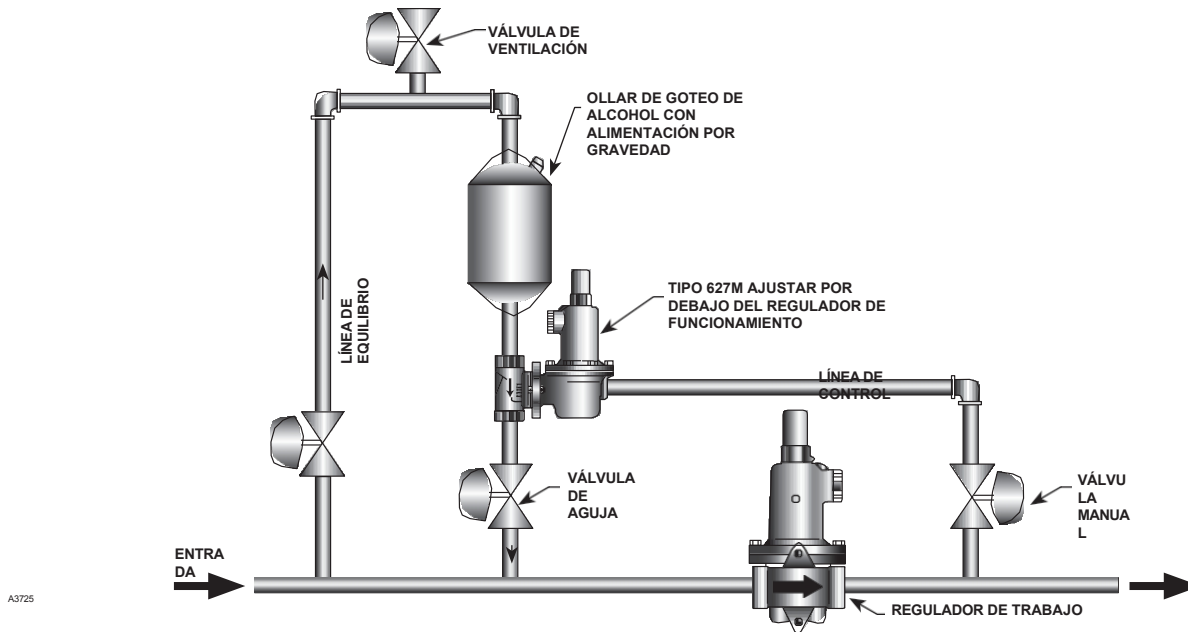 VÁLVULA DE
VENTILACIÓN
OLLAR DE GOTEO DE
ALCOHOL CON
ALIMENTACIÓN POR
GRAVEDAD
LÍNEA DE
EQUILIBRIO
TIPO 627M AJUSTAR POR
DEBAJO DEL REGULADOR DE
FUNCIONAMIENTO
LÍNEA DE
CONTROL
VÁLVULA
DE
AGUJA
VÁLVU
LA
MANUA
L
ENTRA
DA
A3725
REGULADOR DE TRABAJO